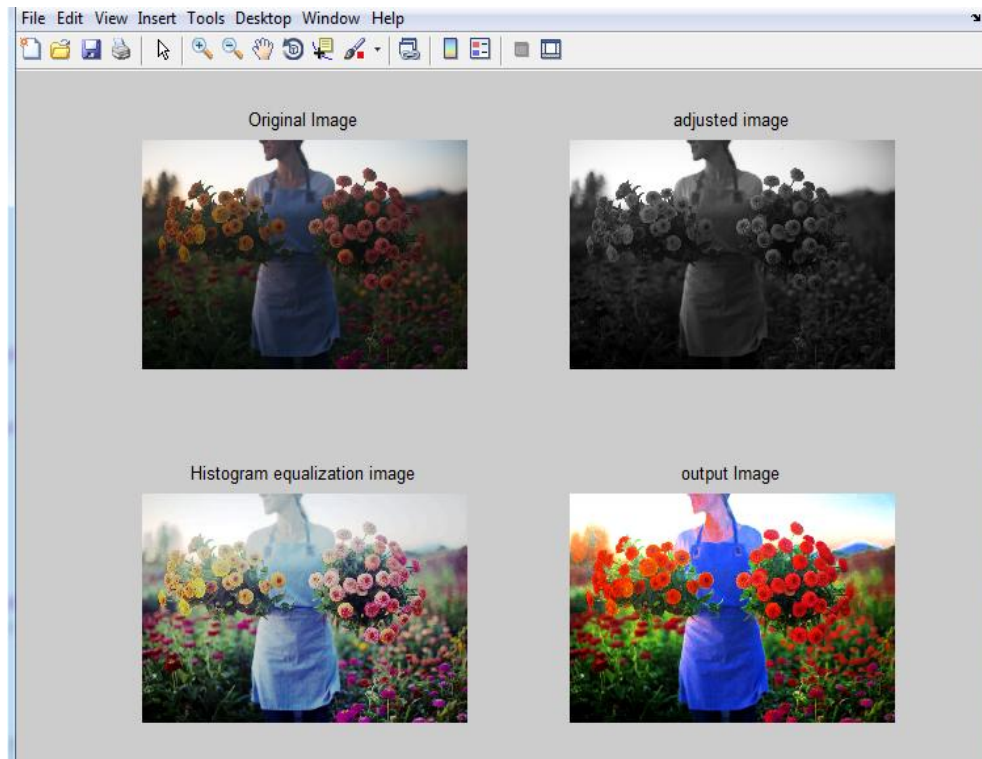 File Edit View Insert Tools Desktop Window Help
Original Image
adjusted image
Histogram equalization image
output Image